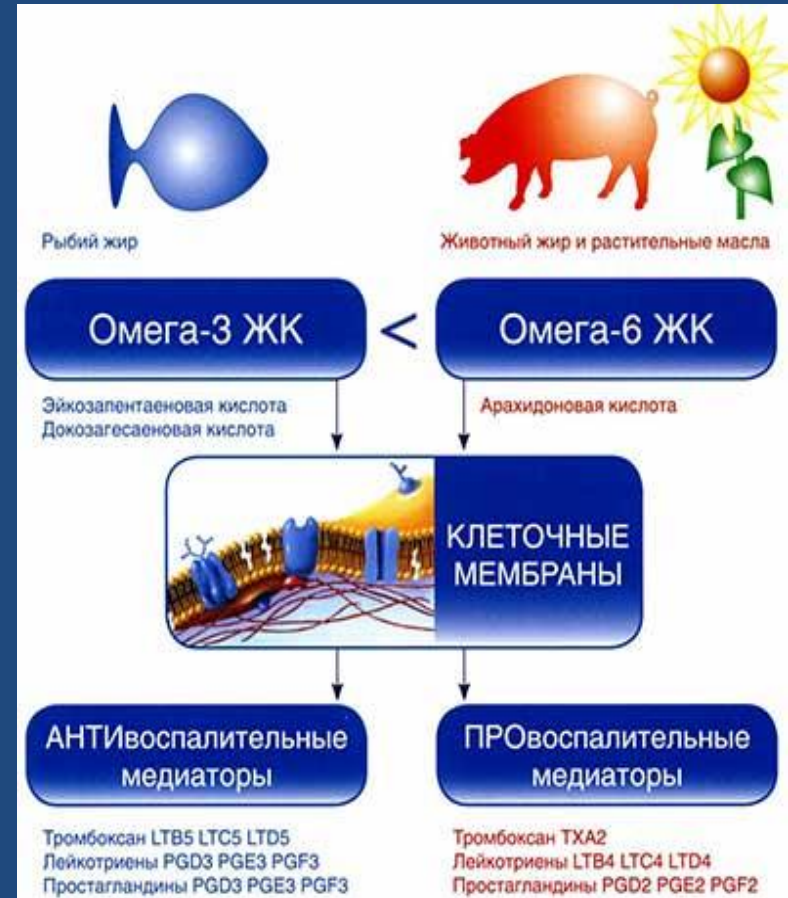 Рыбий жир
Животный жир и растительные масла
Омега-3 ЖК < Омега-6 ЖК
Эйкозапентаеновая кислота
Докозагесаеновая кислота
Арахидоновая кислота
КЛЕТОЧНЫЕ
МЕМБРАНЫ
АНТИвоспалительные
медиаторы
ПРОвоспалительные
медиаторы
Тромбоксан LTB5 LTC5 LTD5
Лейкотриены PGD3 PGE3 PGF3
Простагландины PGD3 PGE3 PGF3
Тромбоксан TXA2
Лейкотриены LTB4 LTC4 LTD4
Простагландины PGD2 PGE2 PGF2